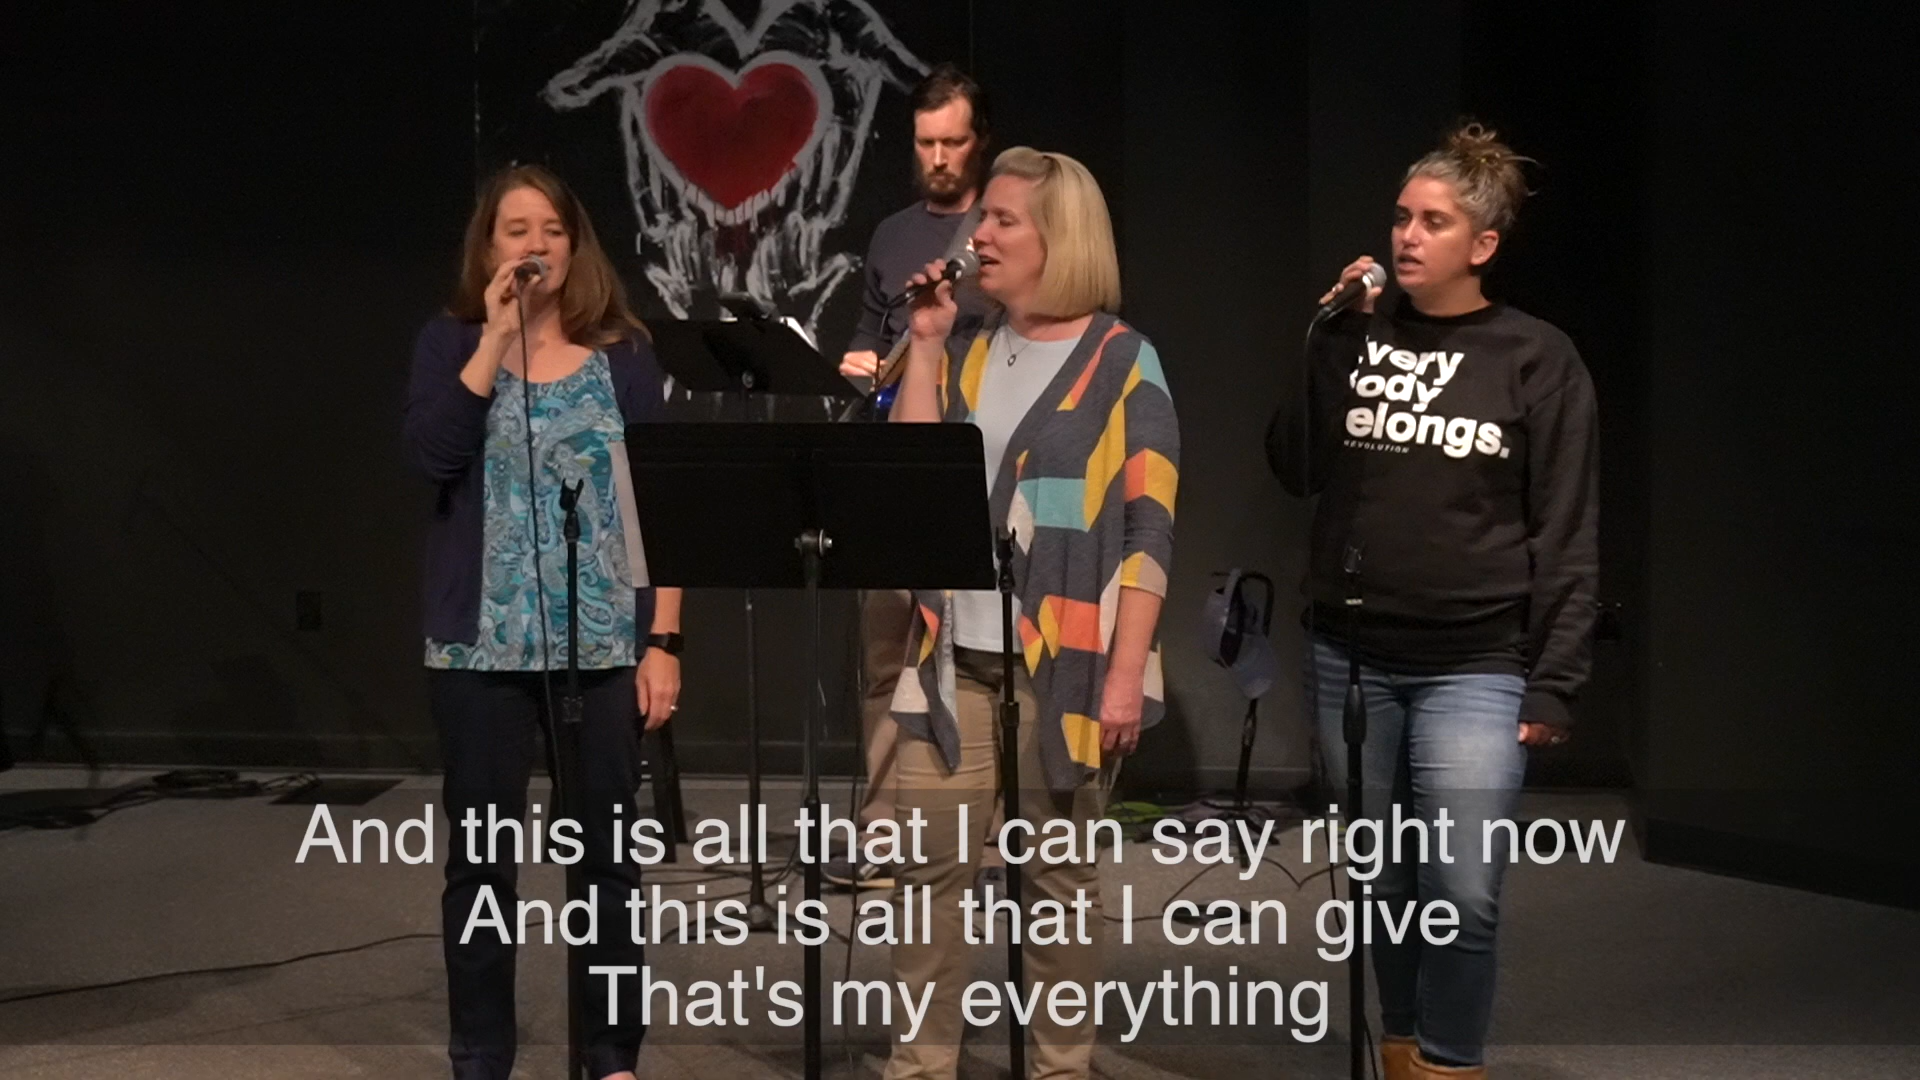 very
ody
elongs.
REVOLUTION
And this is all that I can say right now
And this is all that I can give
That's my everything